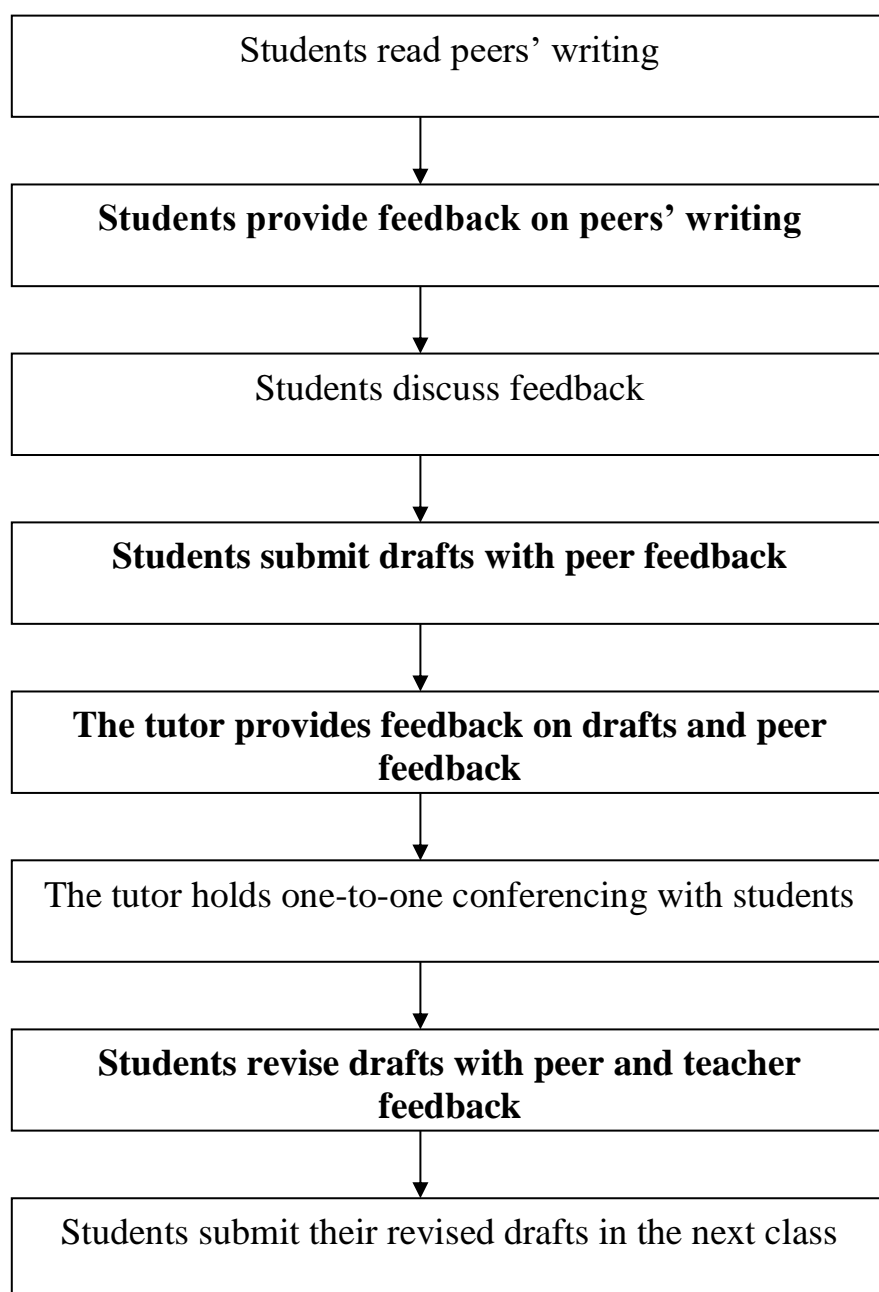 Students read peers’ writing
Students provide feedback on peers’ writing
Students discuss feedback
Students submit drafts with peer feedback
The tutor provides feedback on drafts and peer
feedback
The tutor holds one-to-one conferencing with students
Students revise drafts with peer and teacher
feedback
Students submit their revised drafts in the next class